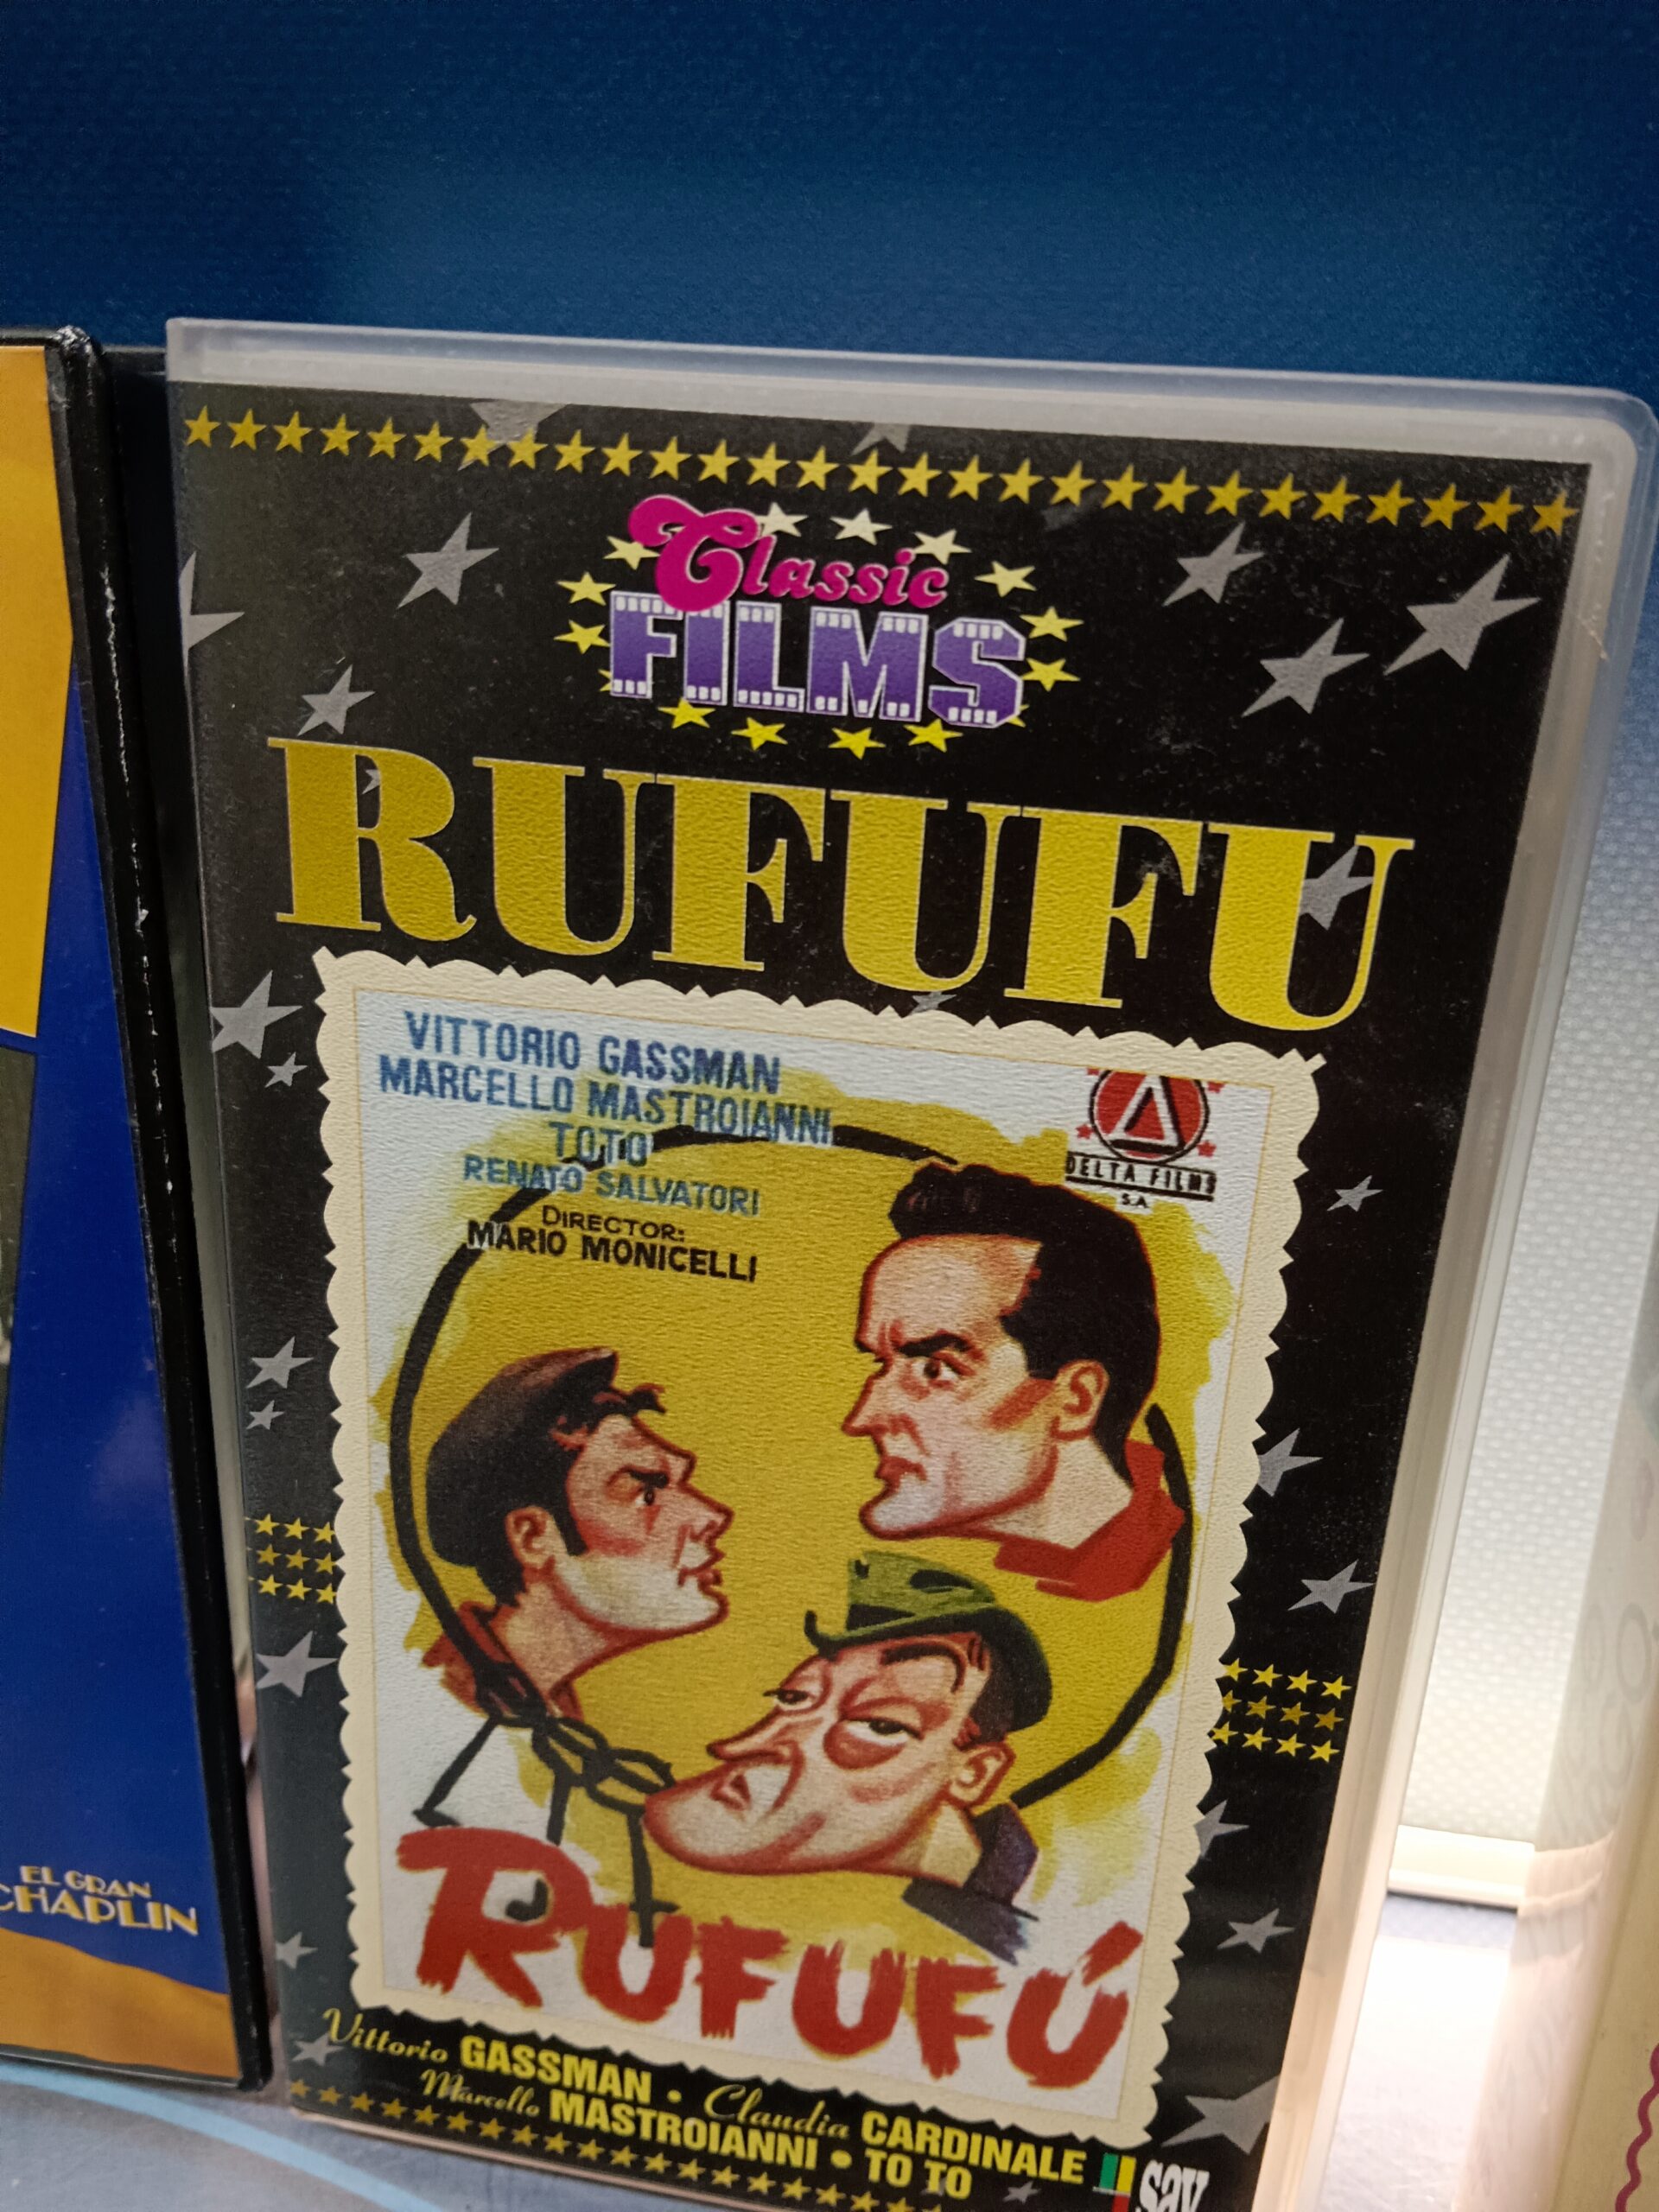 Classic
FILMS
RUFUFU
VITTORIO GASSMAN
MARCELLO MASTROIANNI
TOTO
RENATO SALVATORI
DIRECTOR:
MARIO MONICELLI
DELTA FILMS
S.A
RUFUFÚ
Vittorio GASSMAN • Claudia CARDINALE
Marcello MASTROIANNI • TO TO
sav
EL GRAN
CHAPLIN